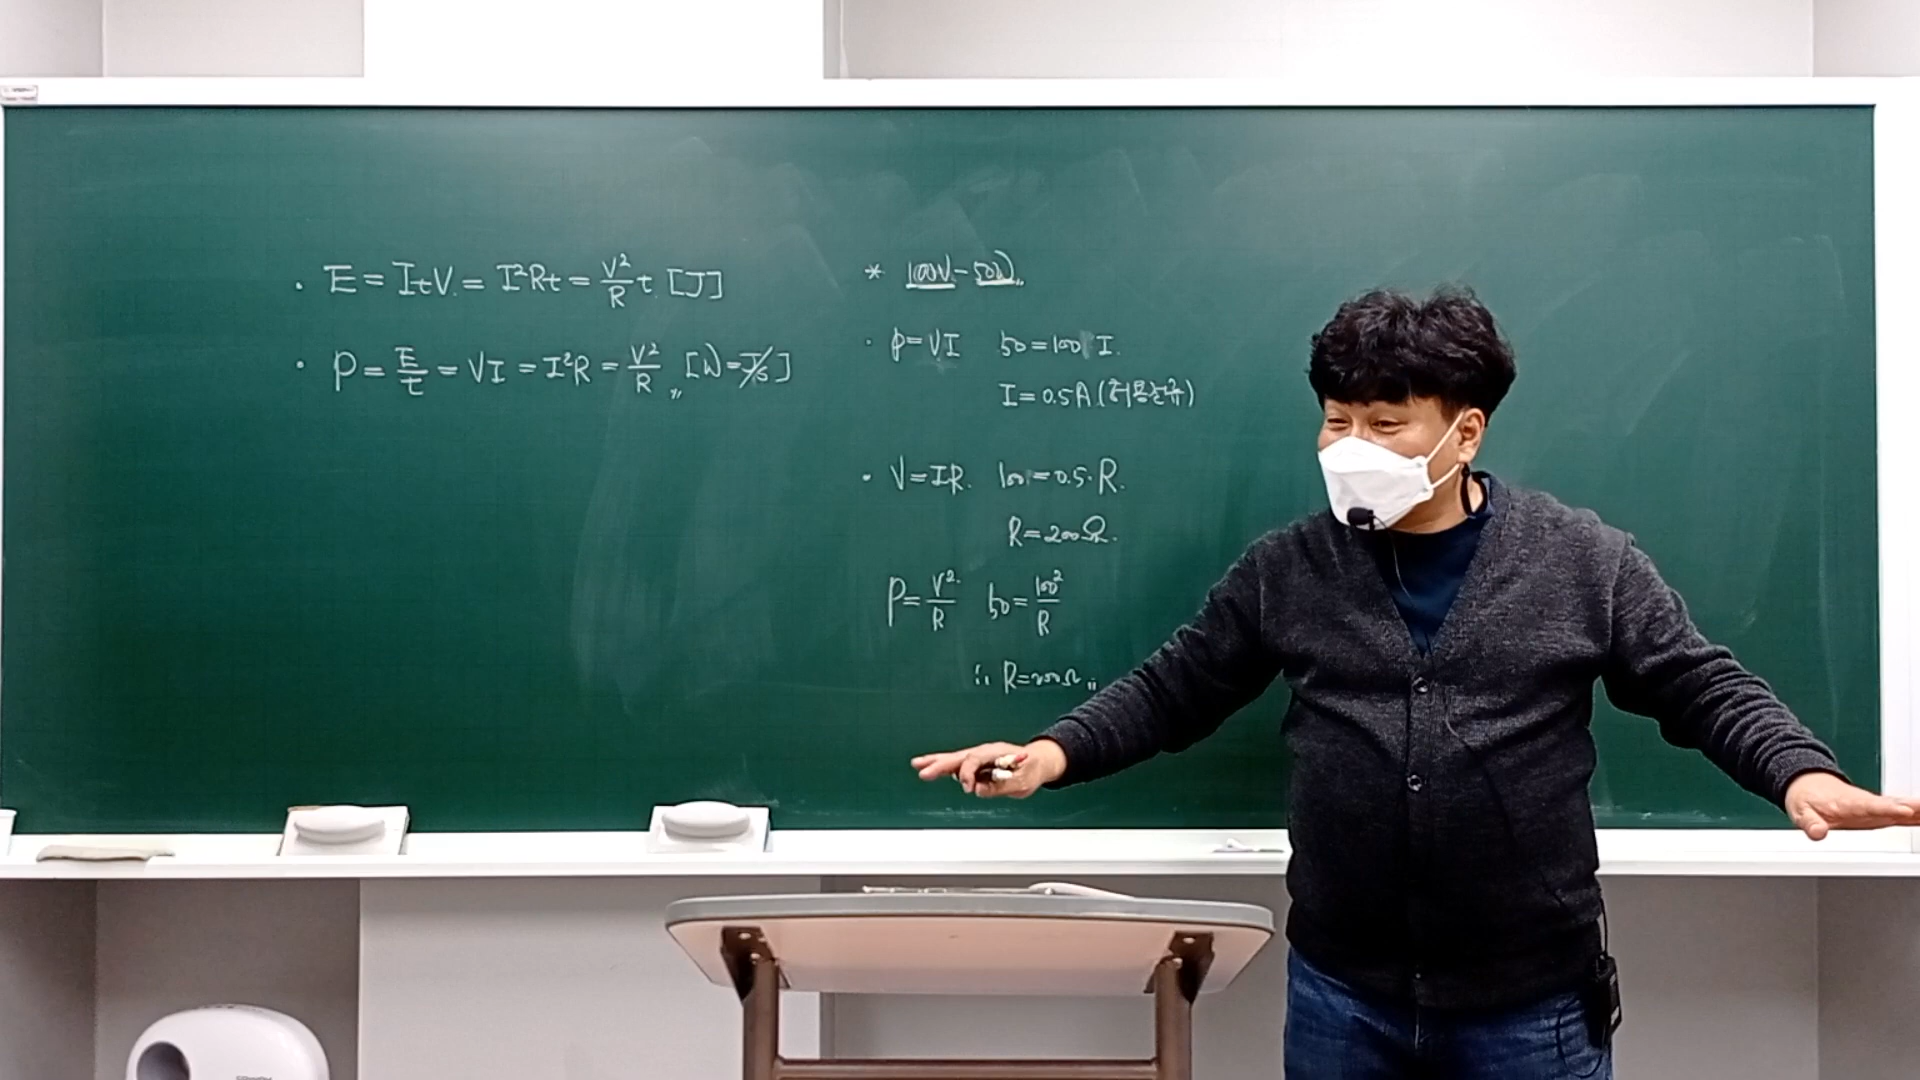 · E = ItV = I²Rt = V²/R t [J]
· P = E/t = VI = I²R = V²/R 〃 [W=J/s]
* 100V-50W〃
· P=VI 50=100 I.
I=0.5A (허용전류)
· V=IR. 100=0.5·R.
R=200Ω.
P=V²/R 50=100²/R
∴ R=200Ω〃